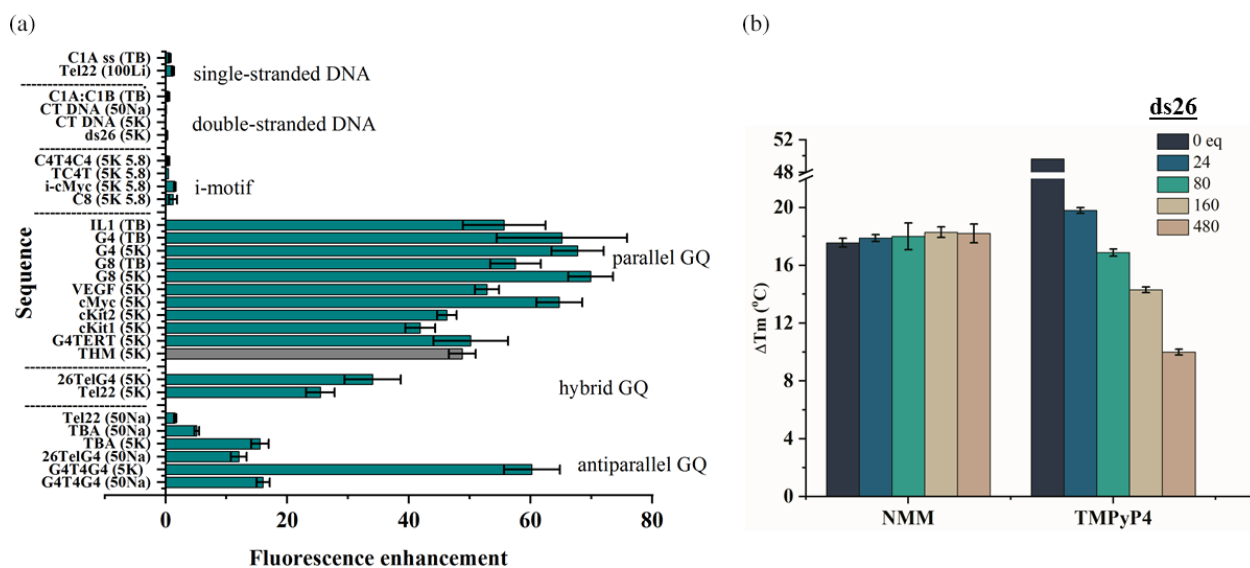 (a)
Sequence
C1A ss (TB)
Tel22 (100Li)
single-stranded DNA
C1A:C1B (TB)
CT DNA (50Na)
CT DNA (5K)
ds26 (5K)
double-stranded DNA
C4T4C4 (5K 5.8)
TC4T (5K 5.8)
i-cMyc (5K 5.8)
C8 (5K 5.8)
i-motif
IL1 (TB)
G4 (TB)
G4 (5K)
G8 (TB)
G8 (5K)
VEGF (5K)
cMyc (5K)
cKit2 (5K)
cKit1 (5K)
G4TERT (5K)
THM (5K)
parallel GQ
26TelG4 (5K)
Tel22 (5K)
hybrid GQ
Tel22 (50Na)
TBA (50Na)
TBA (5K)
26TelG4 (50Na)
G4T4G4 (5K)
G4T4G4 (50Na)
antiparallel GQ
0 20 40 60 80
Fluorescence enhancement
(b)
ds26
0 eq
24
80
160
480
ΔTm (°C)
52
48
20
16
12
8
4
0
NMM TMPyP4